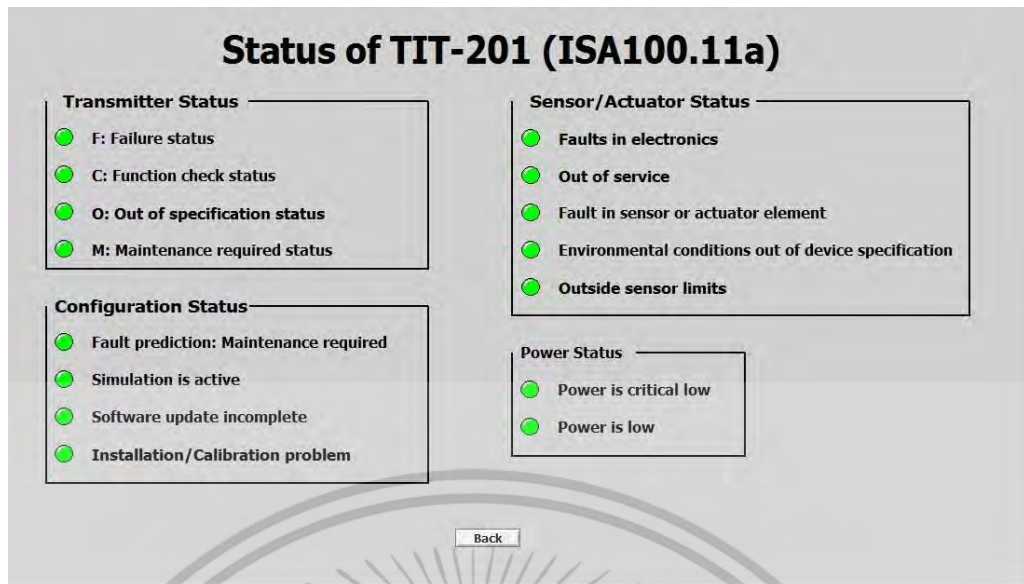 Status of TIT-201 (ISA100.11a)
Transmitter Status
F: Failure status
C: Function check status
O: Out of specification status
M: Maintenance required status
Configuration Status
Fault prediction: Maintenance required
Simulation is active
Software update incomplete
Installation/Calibration problem
Sensor/Actuator Status
Faults in electronics
Out of service
Fault in sensor or actuator element
Environmental conditions out of device specification
Outside sensor limits
Power Status
Power is critical low
Power is low
Back